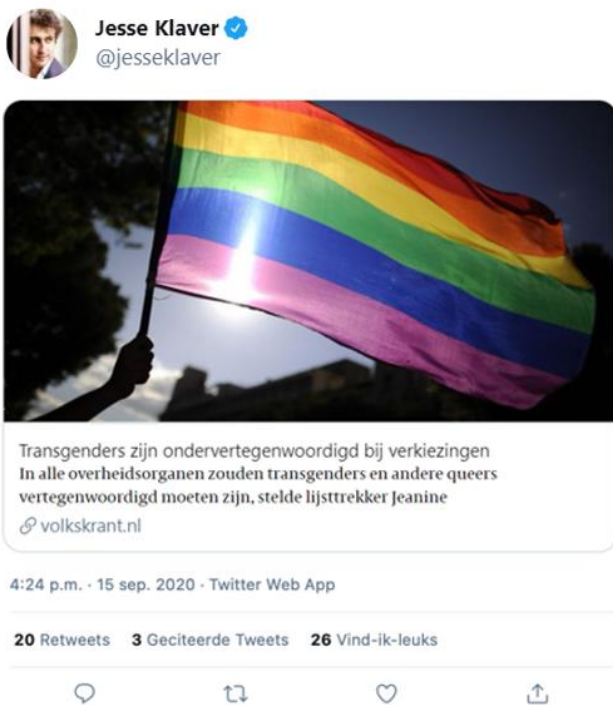 Jesse Klaver
@jesseklaver
Transgenders zijn ondervertegenwoordigd bij verkiezingen
In alle overheidsorganen zouden transgenders en andere queers
vertegenwoordigd moeten zijn, stelde lijsttrekker Jeanine
volkskrant.nl
4:24 p.m. · 15 sep. 2020 · Twitter Web App
20 Retweets 3 Geciteerde Tweets 26 Vind-ik-leuks